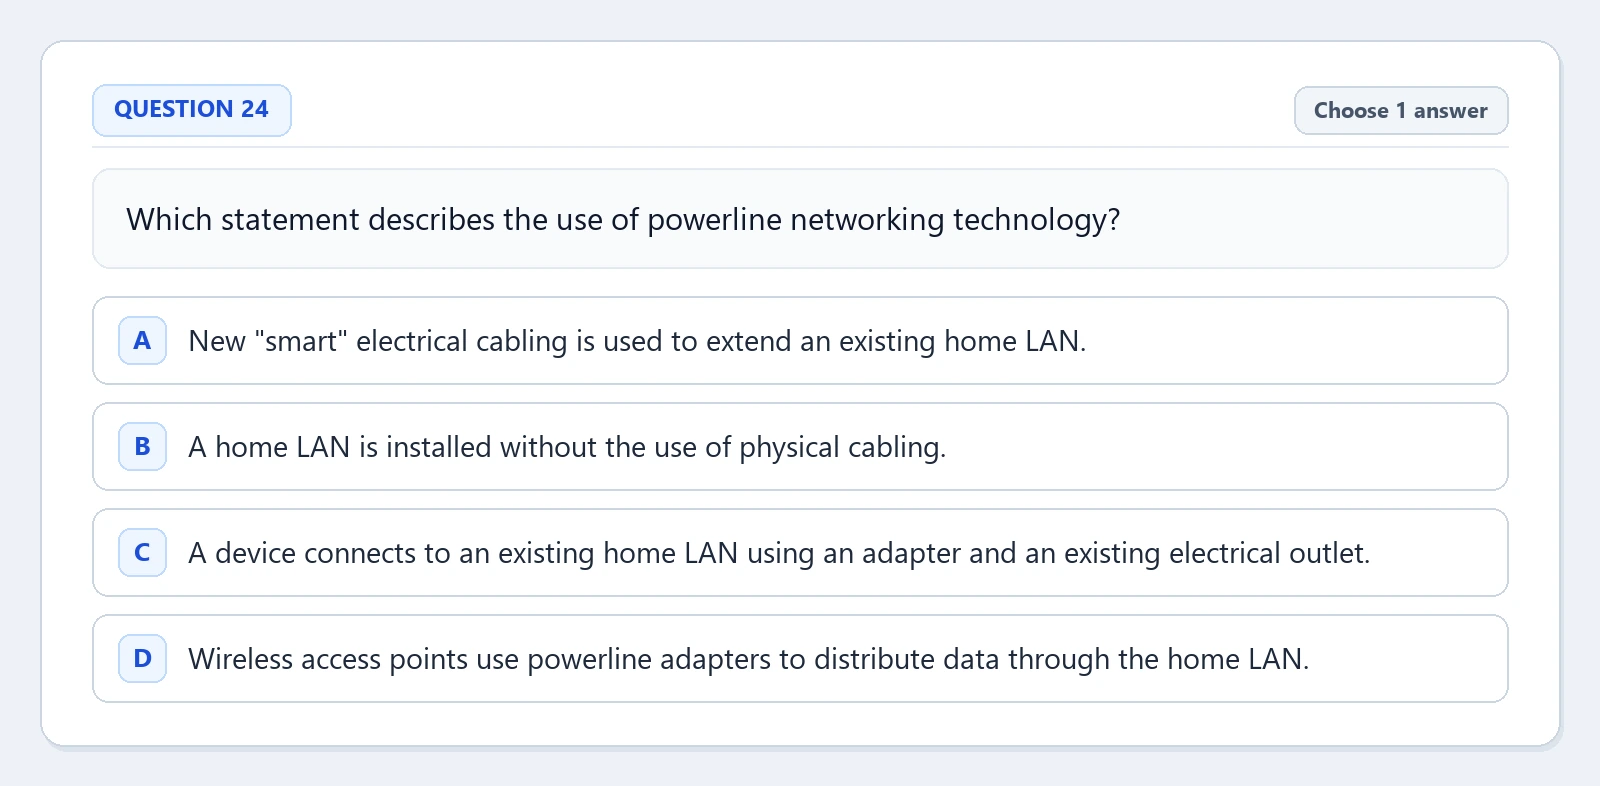 QUESTION 24
Choose 1 answer
Which statement describes the use of powerline networking technology?
A
New "smart" electrical cabling is used to extend an existing home LAN.
B
A home LAN is installed without the use of physical cabling.
C
A device connects to an existing home LAN using an adapter and an existing electrical outlet.
D
Wireless access points use powerline adapters to distribute data through the home LAN.